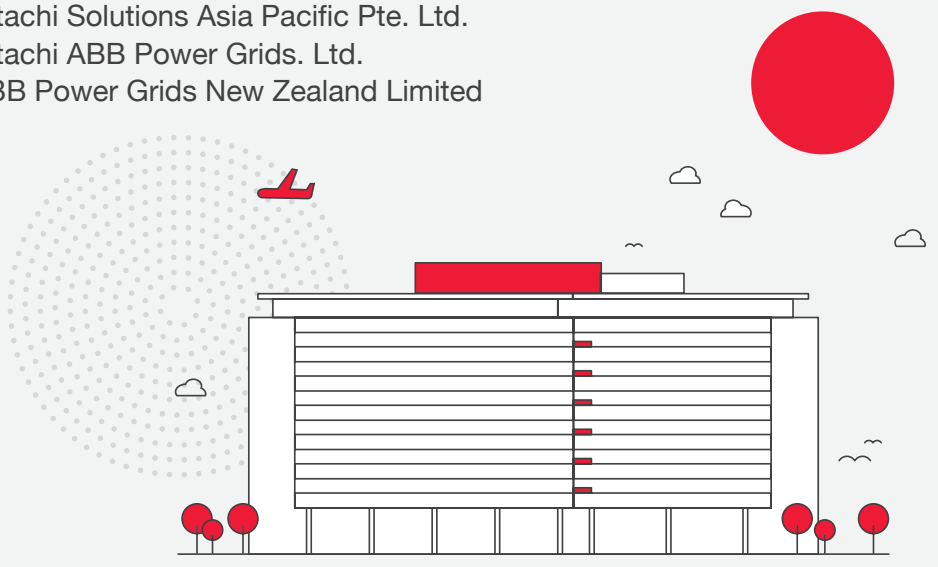 tachi Solutions Asia Pacific Pte. Ltd.
tachi ABB Power Grids. Ltd.
BB Power Grids New Zealand Limited